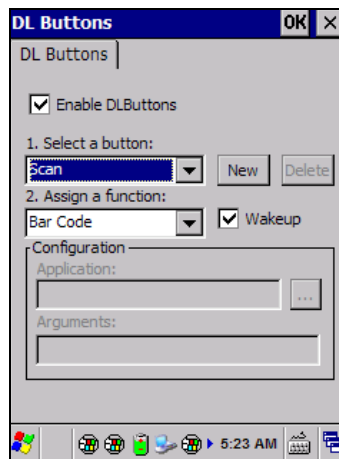 DL Buttons OK ×
DL Buttons
Enable DLButtons
1. Select a button:
Scan New Delete
2. Assign a function:
Bar Code Wakeup
Configuration
Application:
...
Arguments:
5:23 AM